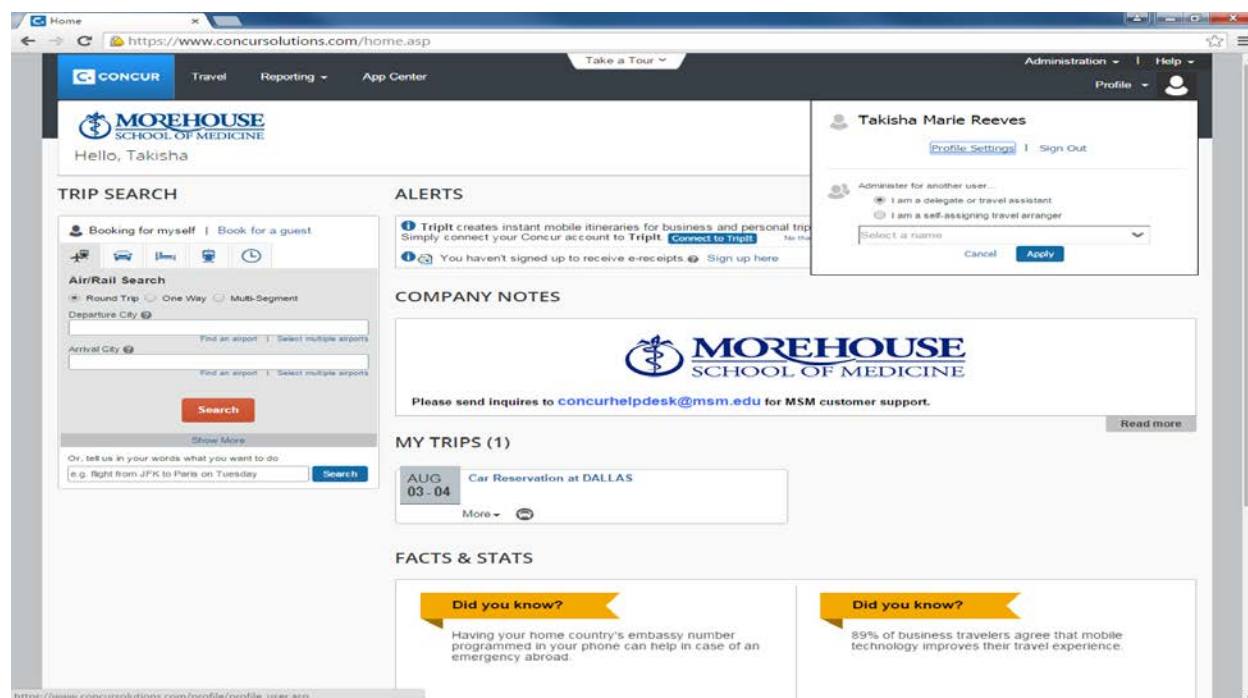 Home
https://www.concursolutions.com/home.asp
Take a Tour
Administration | Help
C. CONCUR Travel Reporting App Center
Profile
MOREHOUSE
SCHOOL OF MEDICINE
Hello, Takisha
Takisha Marie Reeves
Profile Settings | Sign Out
Administer for another user...
I am a delegate or travel assistant
I am a self-assigning travel arranger
Select a name
Cancel Apply
TRIP SEARCH
Booking for myself | Book for a guest
Air/Rail Search
Round Trip One Way Multi-Segment
Departure City
Find an airport | Select multiple airports
Arrival City
Find an airport | Select multiple airports
Search
Show More
Or, tell us in your words what you want to do
e.g. flight from JFK to Paris on Tuesday Search
ALERTS
TripIt creates instant mobile itineraries for business and personal trip
Simply connect your Concur account to TripIt. Connect to TripIt No tha
You haven't signed up to receive e-receipts. Sign up here
COMPANY NOTES
MOREHOUSE
SCHOOL OF MEDICINE
Please send inquires to concurhelpdesk@msm.edu for MSM customer support.
Read more
MY TRIPS (1)
AUG
03 - 04
Car Reservation at DALLAS
More
FACTS & STATS
Did you know?
Having your home country's embassy number
programmed in your phone can help in case of an
emergency abroad.
Did you know?
89% of business travelers agree that mobile
technology improves their travel experience.
https://www.concursolutions.com/profile/profile_user.asp